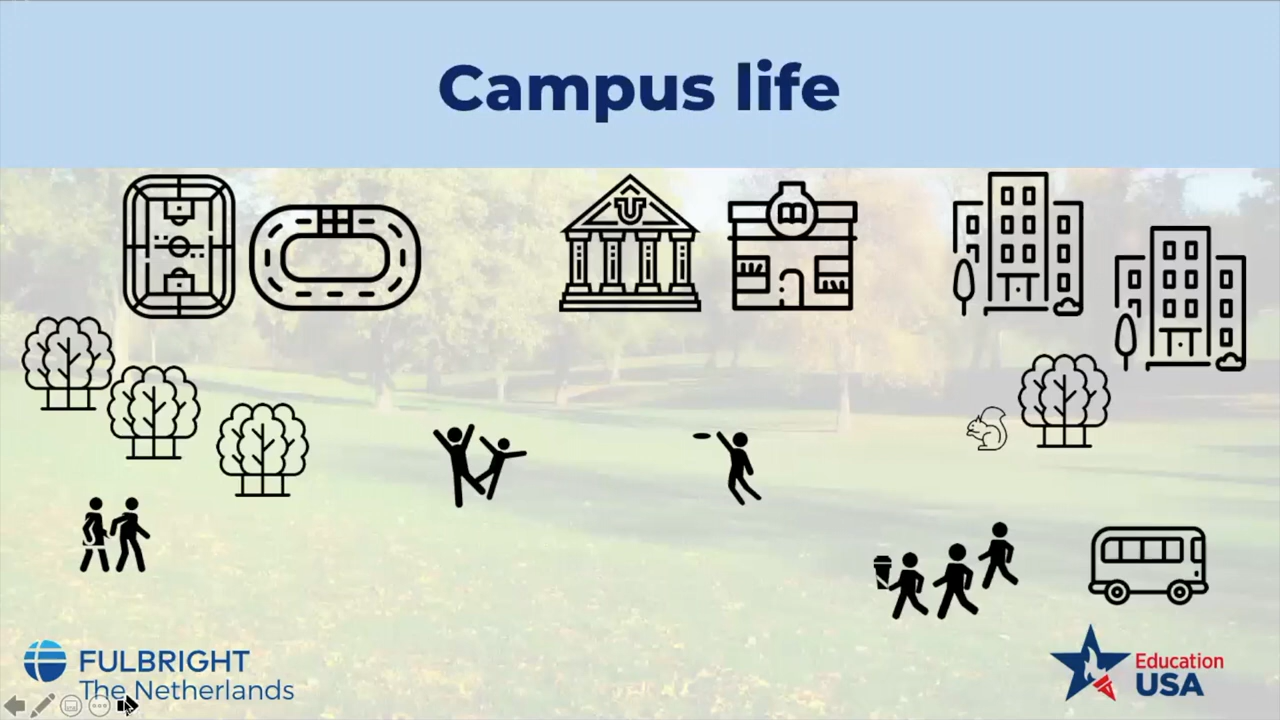 Campus life
FULBRIGHT
The Netherlands
Education
USA